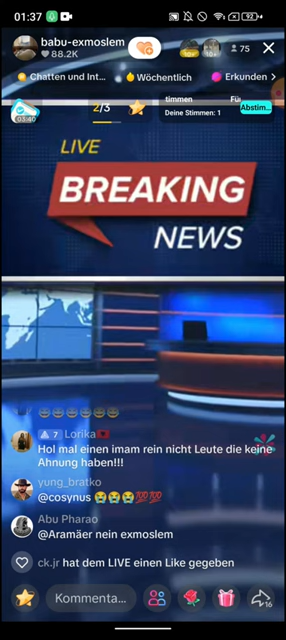 01:37
92
babu-exmoslem
88.2K
75
Chatten und Int...
Wöchentlich
Erkunden
03:40
2/3
timmen
Für
Deine Stimmen: 1
Abstim...
LIVE
BREAKING
NEWS
7 Lorika
Hol mal einen imam rein nicht Leute die keine
Ahnung haben!!!
yung_bratko
@cosynus 😭😭😭💯💯
Abu Pharao
@Aramäer nein exmoslem
ck.jr hat dem LIVE einen Like gegeben
Kommenta...
16